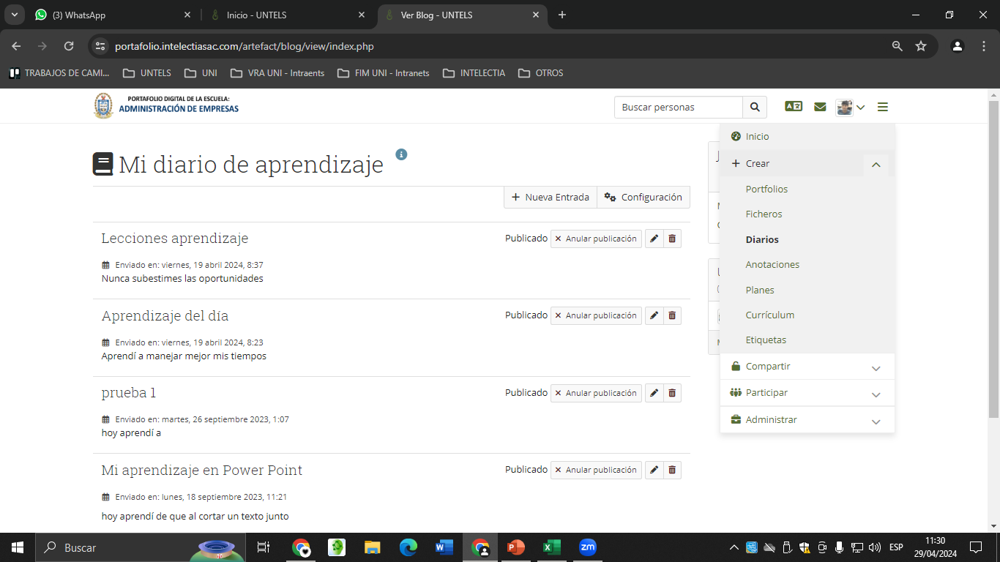 (3) WhatsApp
Inicio - UNTELS
Ver Blog - UNTELS
portafolio.intelectiasac.com/artefact/blog/view/index.php
TRABAJOS DE CAMI...
UNTELS
UNI
VRA UNI - Intraents
FIM UNI - Intranets
INTELECTIA
OTROS
PORTAFOLIO DIGITAL DE LA ESCUELA:
ADMINISTRACIÓN DE EMPRESAS
Buscar personas
Mi diario de aprendizaje
Nueva Entrada
Configuración
Lecciones aprendizaje
Publicado
Anular publicación
Enviado en: viernes, 19 abril 2024, 8:37
Nunca subestimes las oportunidades
Aprendizaje del día
Publicado
Anular publicación
Enviado en: viernes, 19 abril 2024, 8:23
Aprendí a manejar mejor mis tiempos
prueba 1
Publicado
Anular publicación
Enviado en: martes, 26 septiembre 2023, 1:07
hoy aprendí a
Mi aprendizaje en Power Point
Publicado
Anular publicación
Enviado en: lunes, 18 septiembre 2023, 11:21
hoy aprendí de que al cortar un texto junto
Inicio
Crear
Portfolios
Ficheros
Diarios
Anotaciones
Planes
Currículum
Etiquetas
Compartir
Participar
Administrar
Buscar
zm
ESP
11:30
29/04/2024